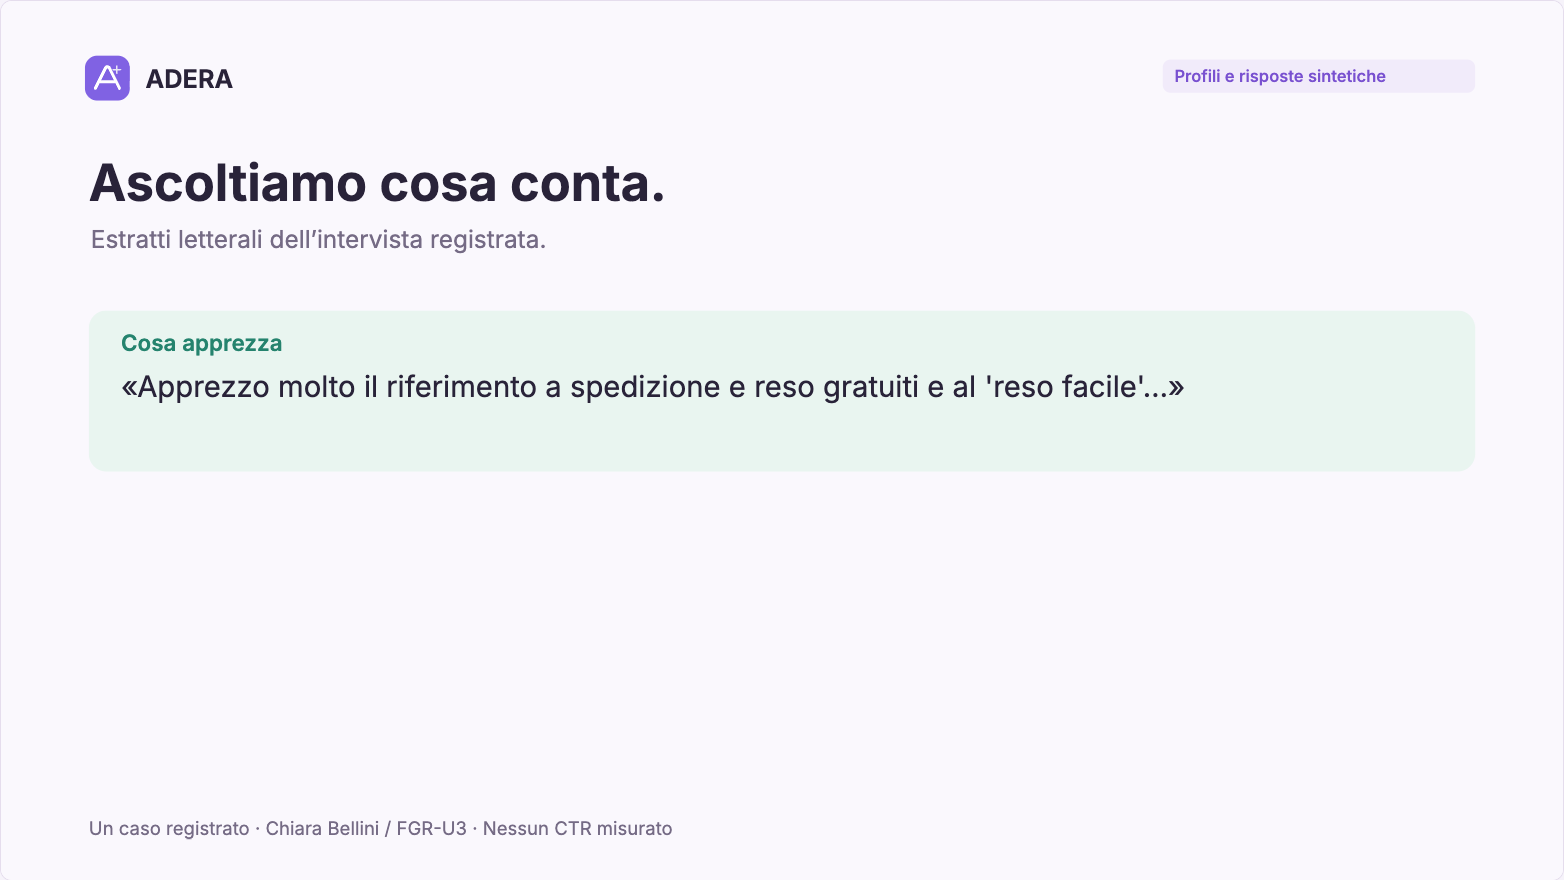 ADERA
Profili e risposte sintetiche
Ascoltiamo cosa conta.
Estratti letterali dell’intervista registrata.
Cosa apprezza
«Apprezzo molto il riferimento a spedizione e reso gratuiti e al 'reso facile'...»
Un caso registrato · Chiara Bellini / FGR-U3 · Nessun CTR misurato